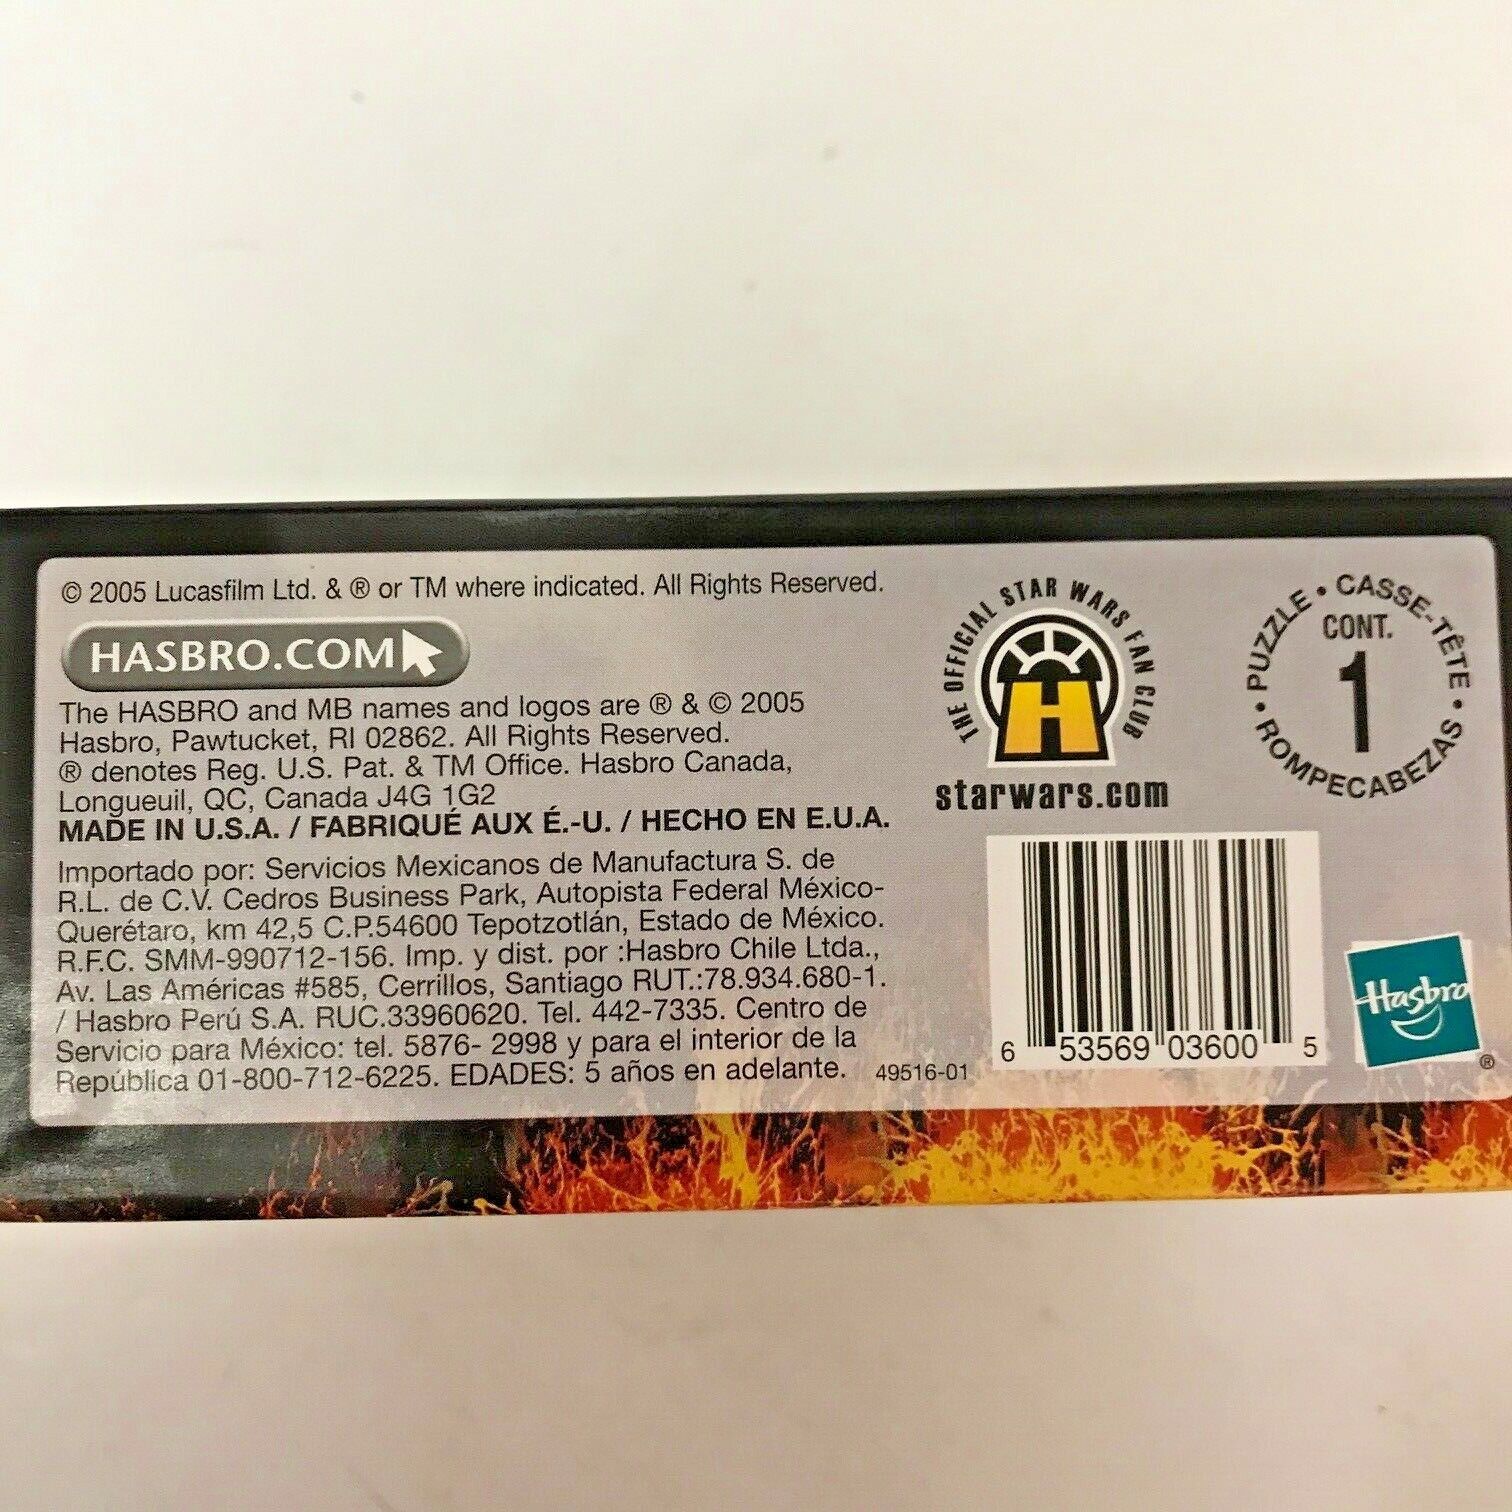 © 2005 Lucasfilm Ltd. & ® or TM where indicated. All Rights Reserved.
HASBRO.COM
The HASBRO and MB names and logos are ® & © 2005
Hasbro, Pawtucket, RI 02862. All Rights Reserved.
® denotes Reg. U.S. Pat. & TM Office. Hasbro Canada,
Longueuil, QC, Canada J4G 1G2
MADE IN U.S.A. / FABRIQUÉ AUX É.-U. / HECHO EN E.U.A.
Importado por: Servicios Mexicanos de Manufactura S. de
R.L. de C.V. Cedros Business Park, Autopista Federal México-
Querétaro, km 42,5 C.P.54600 Tepotzotlán, Estado de México.
R.F.C. SMM-990712-156. Imp. y dist. por :Hasbro Chile Ltda.,
Av. Las Américas #585, Cerrillos, Santiago RUT.:78.934.680-1.
/ Hasbro Perú S.A. RUC.33960620. Tel. 442-7335. Centro de
Servicio para México: tel. 5876- 2998 y para el interior de la
República 01-800-712-6225. EDADES: 5 años en adelante.
49516-01
THE OFFICIAL STAR WARS FAN CLUB
H
starwars.com
PUZZLE • CASSE-TÊTE • ROMPECABEZAS •
CONT.
1
6 53569 03600 5
Hasbro
®